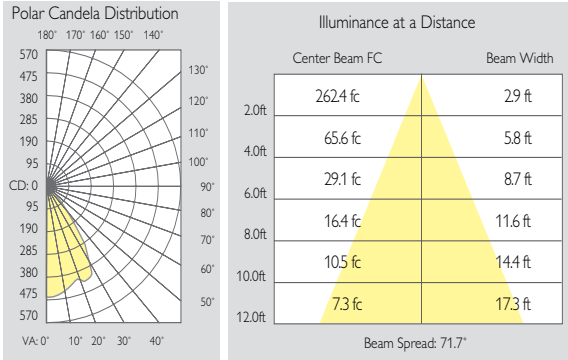 Polar Candela Distribution
180° 170° 160° 150° 140°
570
475
380
285
190
95
CD: 0
95
190
285
380
475
570
130°
120°
110°
100°
90°
80°
70°
60°
50°
VA: 0° 10° 20° 30° 40°
Illuminance at a Distance
Center Beam FC Beam Width
2.0ft 262.4 fc 2.9 ft
4.0ft 65.6 fc 5.8 ft
6.0ft 29.1 fc 8.7 ft
8.0ft 16.4 fc 11.6 ft
10.0ft 10.5 fc 14.4 ft
12.0ft 7.3 fc 17.3 ft
Beam Spread: 71.7°